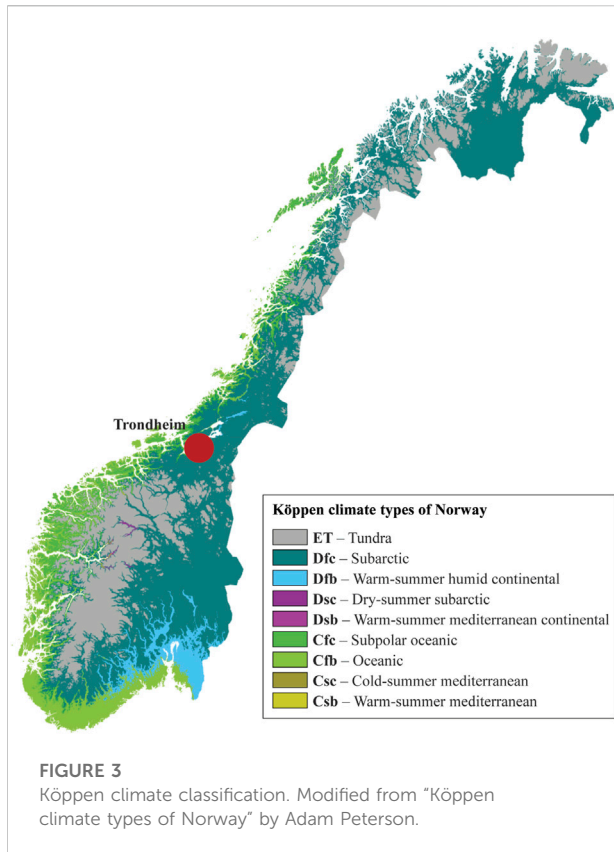 Trondheim
Köppen climate types of Norway
ET – Tundra
Dfc – Subarctic
Dfb – Warm-summer humid continental
Dsc – Dry-summer subarctic
Dsb – Warm-summer mediterranean continental
Cfc – Subpolar oceanic
Cfb – Oceanic
Csc – Cold-summer mediterranean
Csb – Warm-summer mediterranean
FIGURE 3
Köppen climate classification. Modified from “Köppen
climate types of Norway” by Adam Peterson.